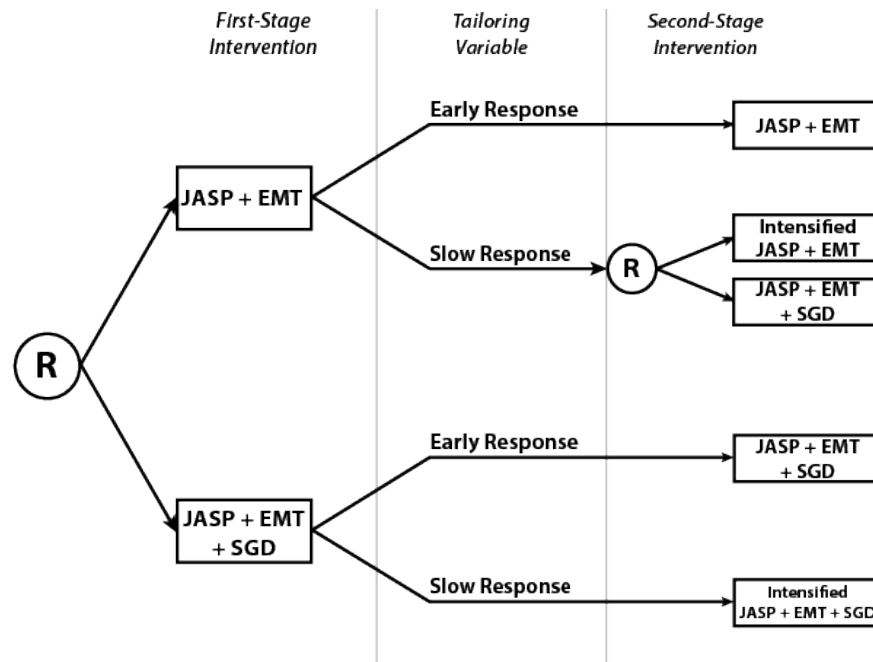 First-Stage
Intervention
Tailoring
Variable
Second-Stage
Intervention
Early Response
JASP + EMT
JASP + EMT
Slow Response
R
Intensified
JASP + EMT
JASP + EMT
+ SGD
R
Early Response
JASP + EMT
+ SGD
JASP + EMT
+ SGD
Slow Response
Intensified
JASP + EMT + SGD